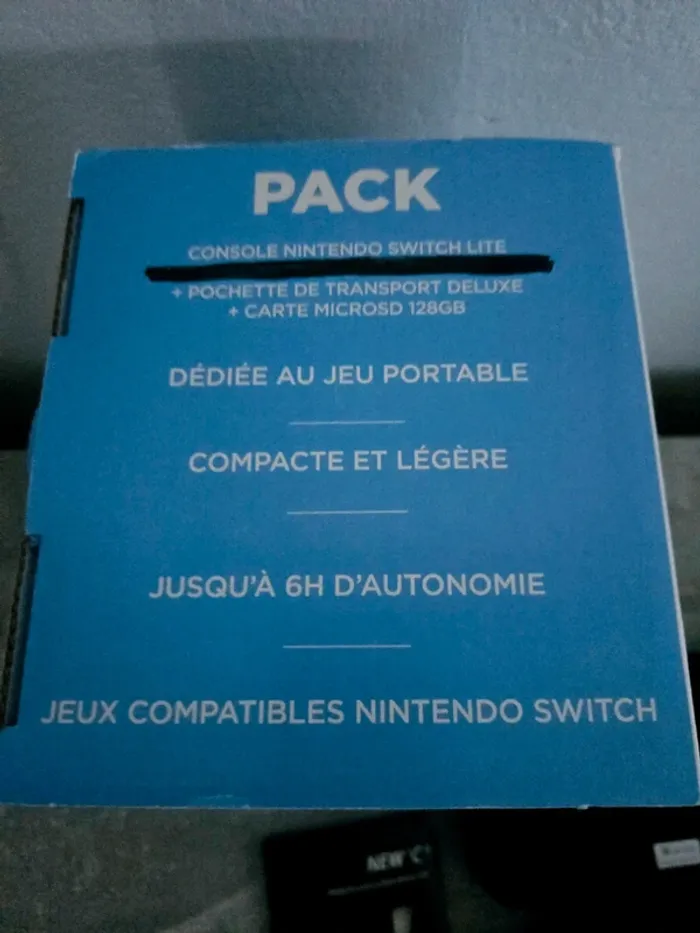 PACK
CONSOLE NINTENDO SWITCH LITE
+ POCHETTE DE TRANSPORT DELUXE
+ CARTE MICROSD 128GB
DÉDIÉE AU JEU PORTABLE
COMPACTE ET LÉGÈRE
JUSQU'À 6H D'AUTONOMIE
JEUX COMPATIBLES NINTENDO SWITCH
NEW